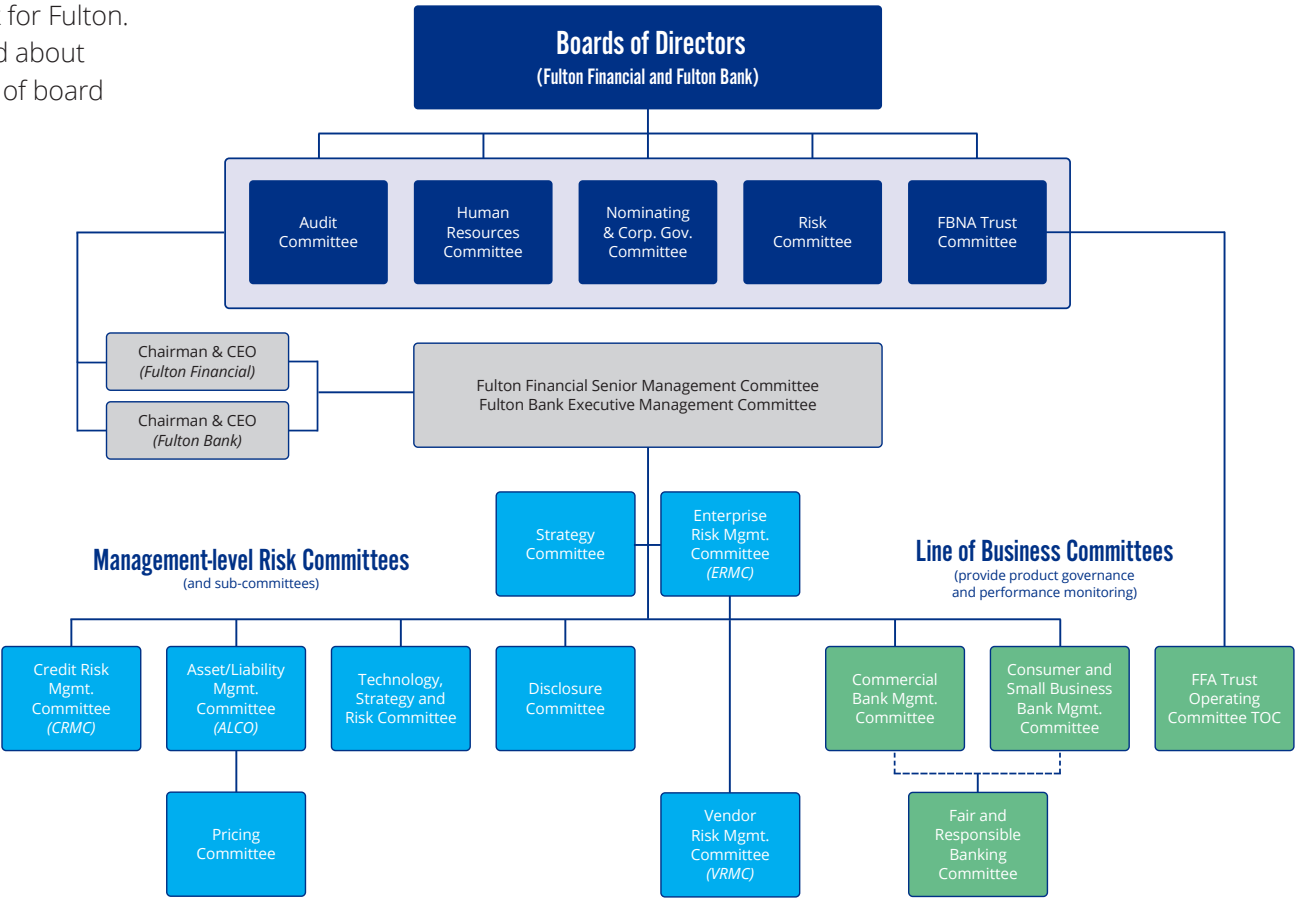 for Fulton.
about
of board
Boards of Directors
(Fulton Financial and Fulton Bank)
Audit
Committee
Human
Resources
Committee
Nominating
& Corp. Gov.
Committee
Risk
Committee
FBNA Trust
Committee
Chairman & CEO
(Fulton Financial)
Chairman & CEO
(Fulton Bank)
Fulton Financial Senior Management Committee
Fulton Bank Executive Management Committee
Strategy
Committee
Enterprise
Risk Mgmt.
Committee
(ERMC)
Management-level Risk Committees
(and sub-committees)
Line of Business Committees
(provide product governance
and performance monitoring)
Credit Risk
Mgmt.
Committee
(CRMC)
Asset/Liability
Mgmt.
Committee
(ALCO)
Technology,
Strategy and
Risk Committee
Disclosure
Committee
Commercial
Bank Mgmt.
Committee
Consumer and
Small Business
Bank Mgmt.
Committee
FFA Trust
Operating
Committee TOC
Pricing
Committee
Vendor
Risk Mgmt.
Committee
(VRMC)
Fair and
Responsible
Banking
Committee